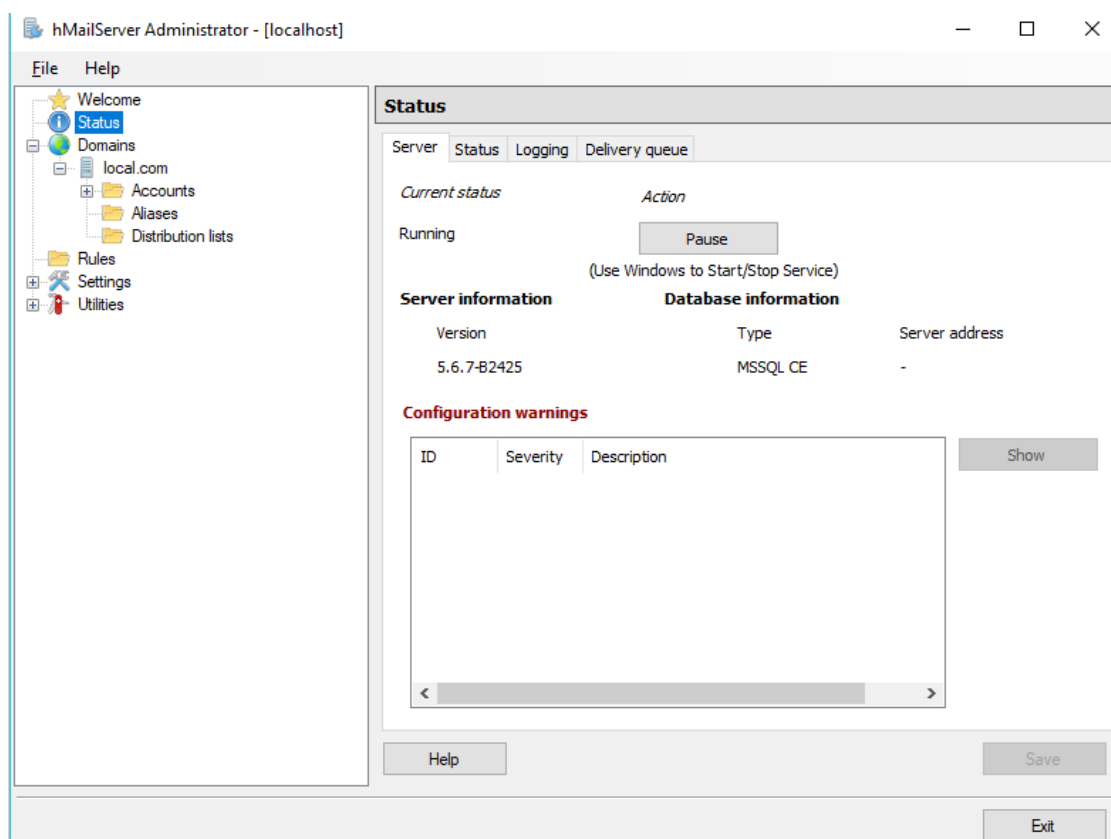 hMailServer Administrator - [localhost]
File Help
Welcome
Status
Domains
local.com
Accounts
Aliases
Distribution lists
Rules
Settings
Utilities
Status
Server Status Logging Delivery queue
Current status Action
Running Pause
(Use Windows to Start/Stop Service)
Server information Database information
Version Type Server address
5.6.7-B2425 MSSQL CE -
Configuration warnings
ID Severity Description
Show
Help Save
Exit